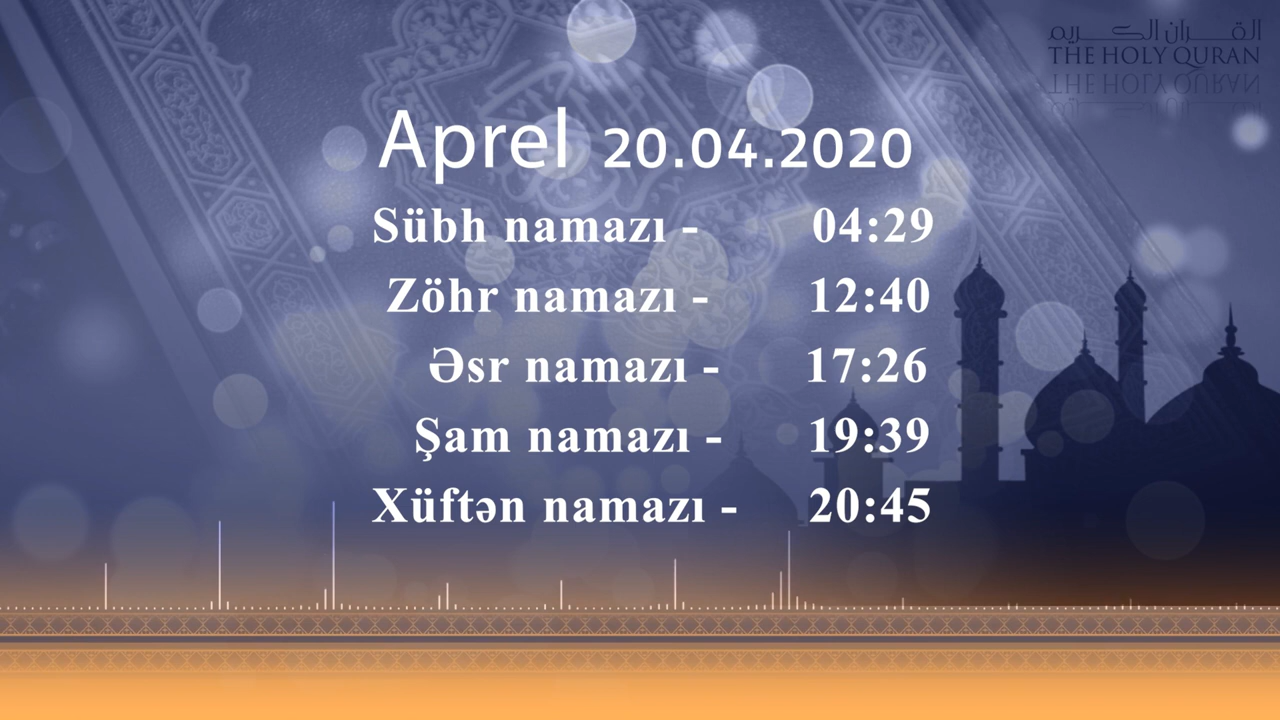 القرآن الكريم
THE HOLY QURAN
Aprel 20.04.2020
Sübh namazı - 04:29
Zöhr namazı - 12:40
Əsr namazı - 17:26
Şam namazı - 19:39
Xüftən namazı - 20:45